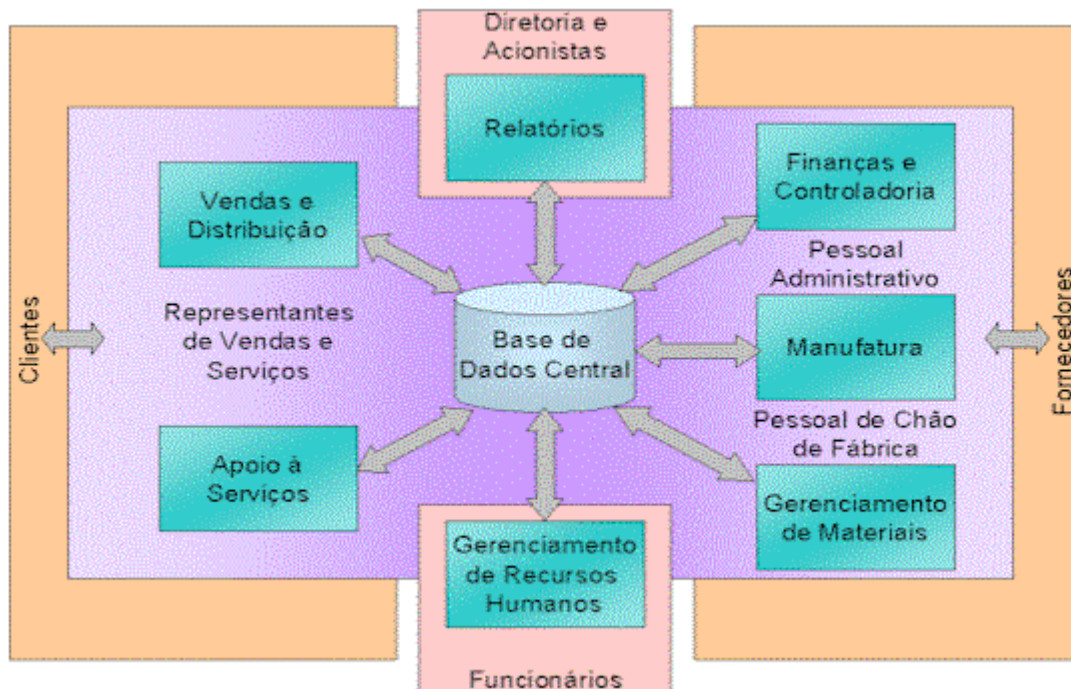 Diretoria e
Acionistas
Relatórios
Vendas e
Distribuição
Finanças e
Controladoria
Pessoal
Administrativo
Clientes
Representantes
de Vendas e
Serviços
Base de
Dados Central
Manufatura
Fornecedores
Pessoal de Chão
de Fábrica
Apoio à
Serviços
Gerenciamento
de Materiais
Gerenciamento
de Recursos
Humanos
Funcionários